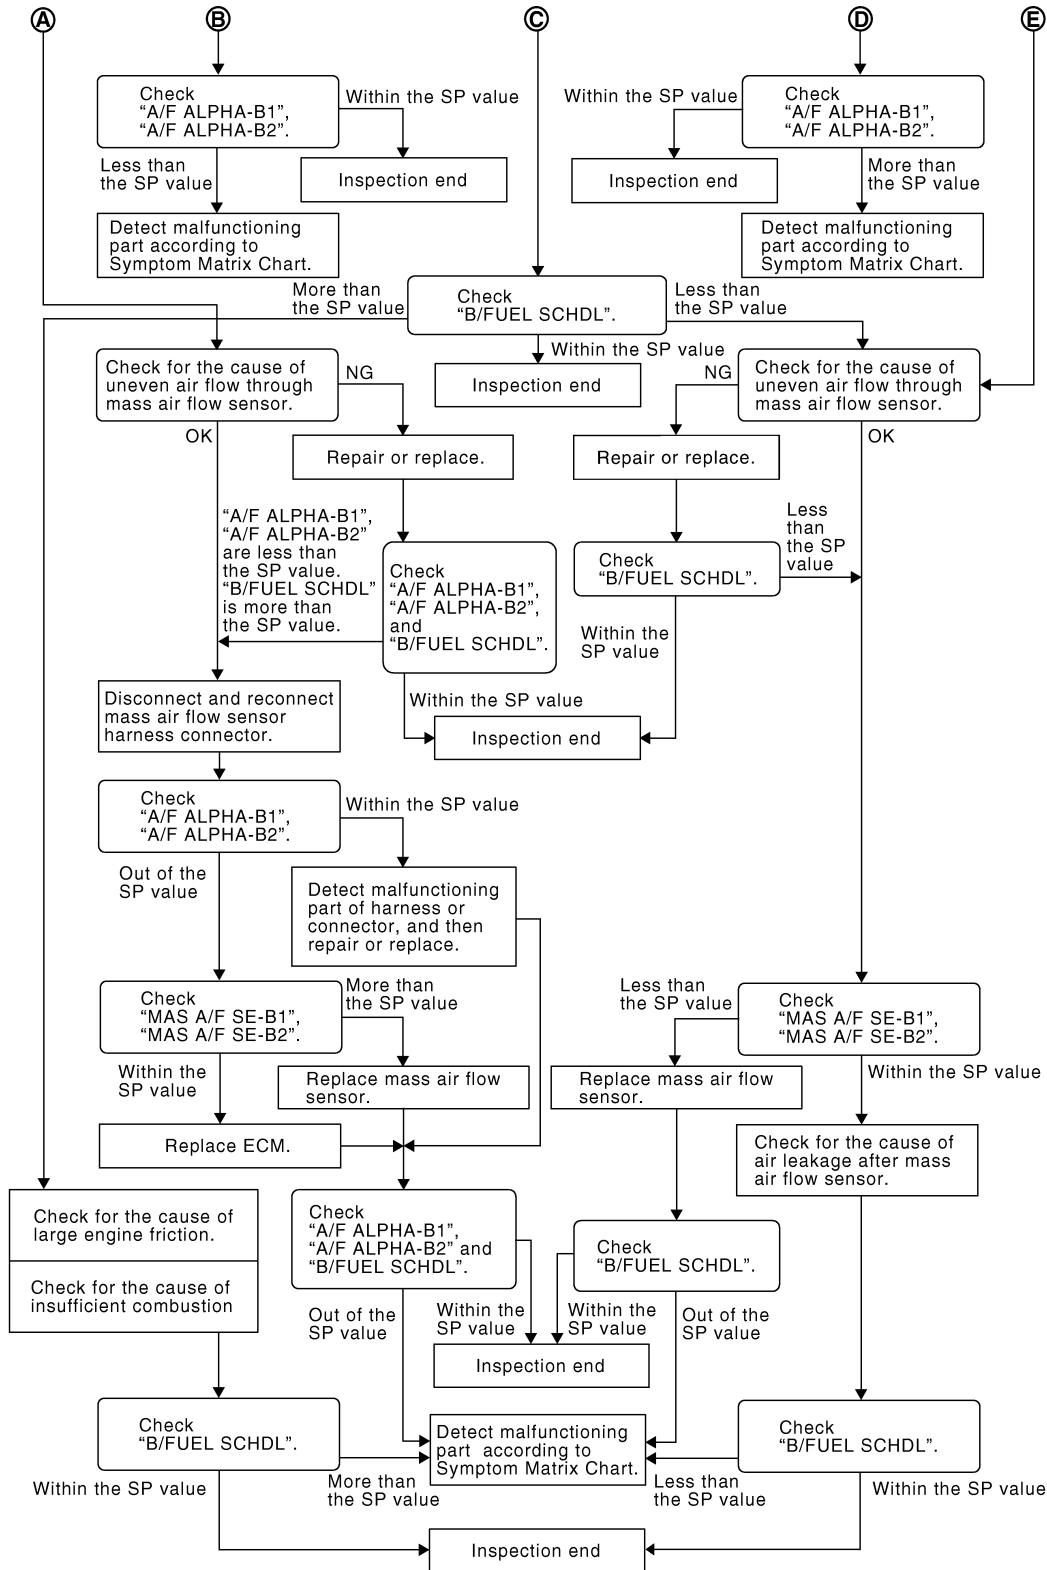 A
B
C
D
E
Check
“A/F ALPHA-B1”,
“A/F ALPHA-B2”.
Within the SP value
Within the SP value
Check
“A/F ALPHA-B1”,
“A/F ALPHA-B2”.
Less than
the SP value
Inspection end
Inspection end
More than
the SP value
Detect malfunctioning
part according to
Symptom Matrix Chart.
Detect malfunctioning
part according to
Symptom Matrix Chart.
More than
the SP value
Check
“B/FUEL SCHDL”.
Less than
the SP value
Within the SP value
Check for the cause of
uneven air flow through
mass air flow sensor.
NG
Inspection end
NG
Check for the cause of
uneven air flow through
mass air flow sensor.
OK
OK
Repair or replace.
Repair or replace.
“A/F ALPHA-B1”,
“A/F ALPHA-B2”
are less than
the SP value.
“B/FUEL SCHDL”
is more than
the SP value.
Check
“A/F ALPHA-B1”,
“A/F ALPHA-B2”,
and
“B/FUEL SCHDL”.
Check
“B/FUEL SCHDL”.
Less
than
the SP
value
Within the
SP value
Disconnect and reconnect
mass air flow sensor
harness connector.
Within the SP value
Inspection end
Check
“A/F ALPHA-B1”,
“A/F ALPHA-B2”.
Within the SP value
Out of the
SP value
Detect malfunctioning
part of harness or
connector, and then
repair or replace.
Check
“MAS A/F SE-B1”,
“MAS A/F SE-B2”.
More than
the SP value
Less than
the SP value
Check
“MAS A/F SE-B1”,
“MAS A/F SE-B2”.
Within the
SP value
Replace mass air flow
sensor.
Replace mass air flow
sensor.
Within the SP value
Replace ECM.
Check for the cause of
air leakage after mass
air flow sensor.
Check for the cause of
large engine friction.
Check for the cause of
insufficient combustion
Check
“A/F ALPHA-B1”,
“A/F ALPHA-B2” and
“B/FUEL SCHDL”.
Check
“B/FUEL SCHDL”.
Out of the
SP value
Within the
SP value
Within the
SP value
Out of the
SP value
Inspection end
Check
“B/FUEL SCHDL”.
Detect malfunctioning
part  according to
Symptom Matrix Chart.
Check
“B/FUEL SCHDL”.
Within the SP value
More than
the SP value
Less than
the SP value
Within the SP value
Inspection end